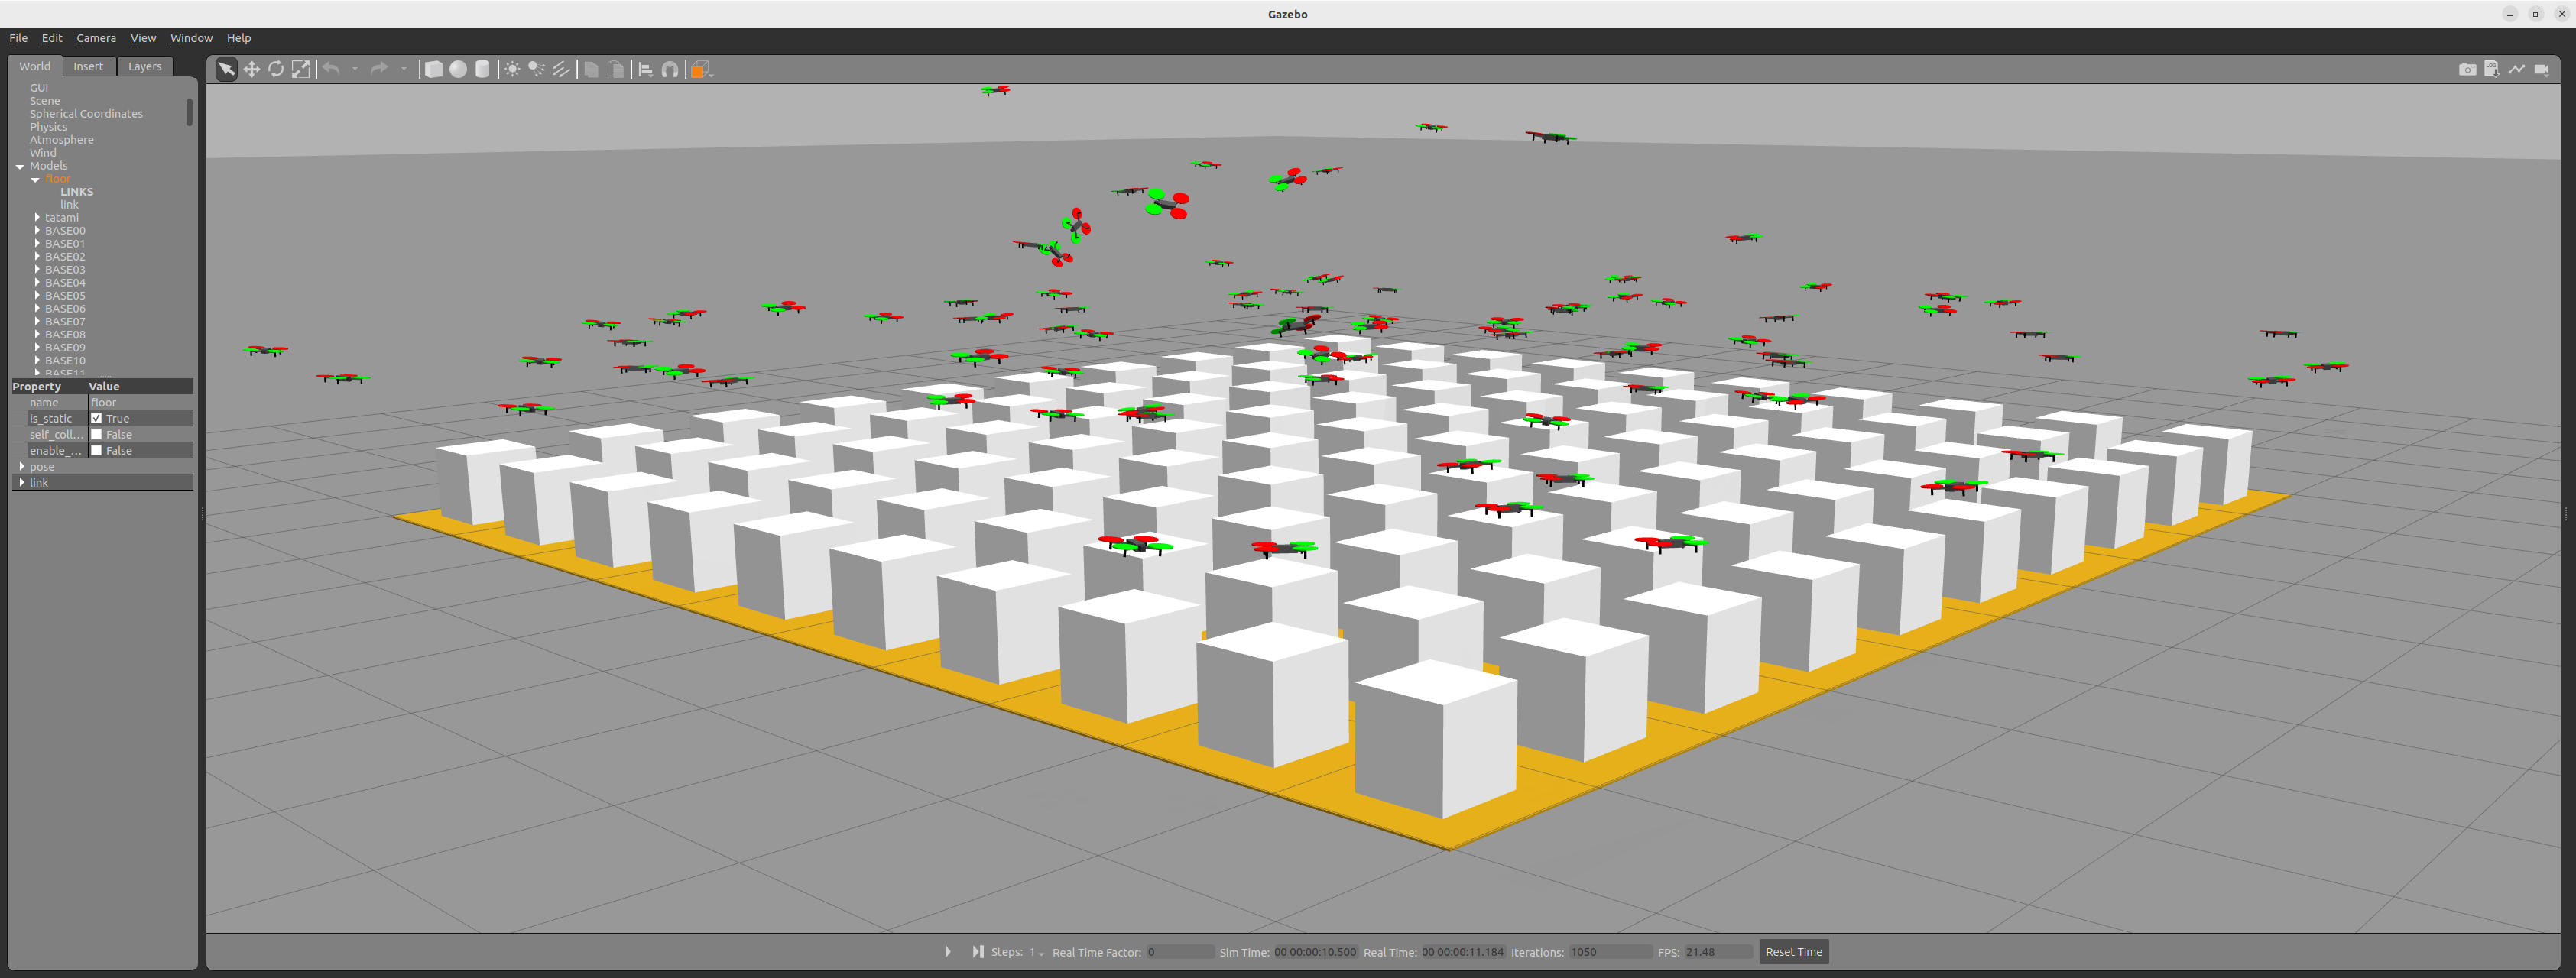 Gazebo
File Edit Camera View Window Help
World Insert Layers
GUI
Scene
Spherical Coordinates
Physics
Atmosphere
Wind
Models
floor
LINKS
link
tatami
BASE00
BASE01
BASE02
BASE03
BASE04
BASE05
BASE06
BASE07
BASE08
BASE09
BASE10
BASE11
Property Value
name floor
is_static True
self_coll... False
enable_... False
pose
link
LOG
Steps: 1 Real Time Factor: 0 Sim Time: 00 00:00:10.500 Real Time: 00 00:00:11.184 Iterations: 1050 FPS: 21.48 Reset Time